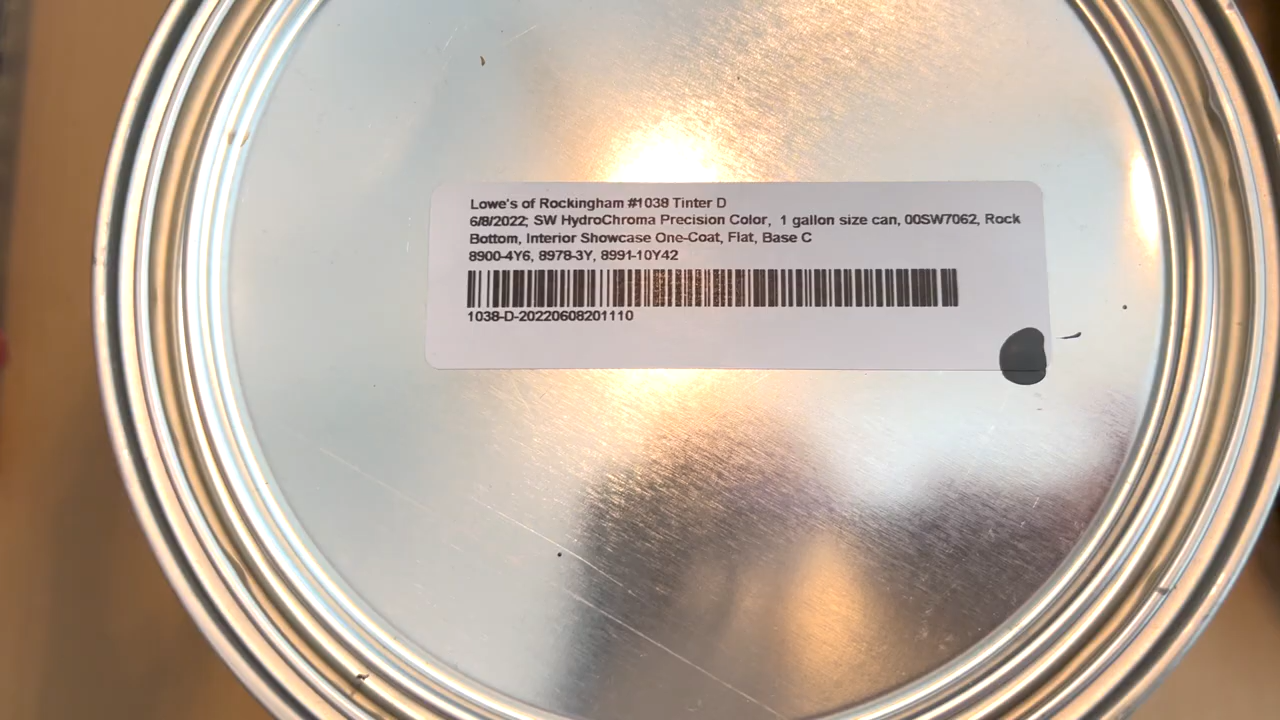 Lowe's of Rockingham #1038 Tinter D
6/8/2022; SW HydroChroma Precision Color, 1 gallon size can, 00SW7062, Rock
Bottom, Interior Showcase One-Coat, Flat, Base C
8900-4Y6, 8978-3Y, 8991-10Y42
1038-D-20220608201110